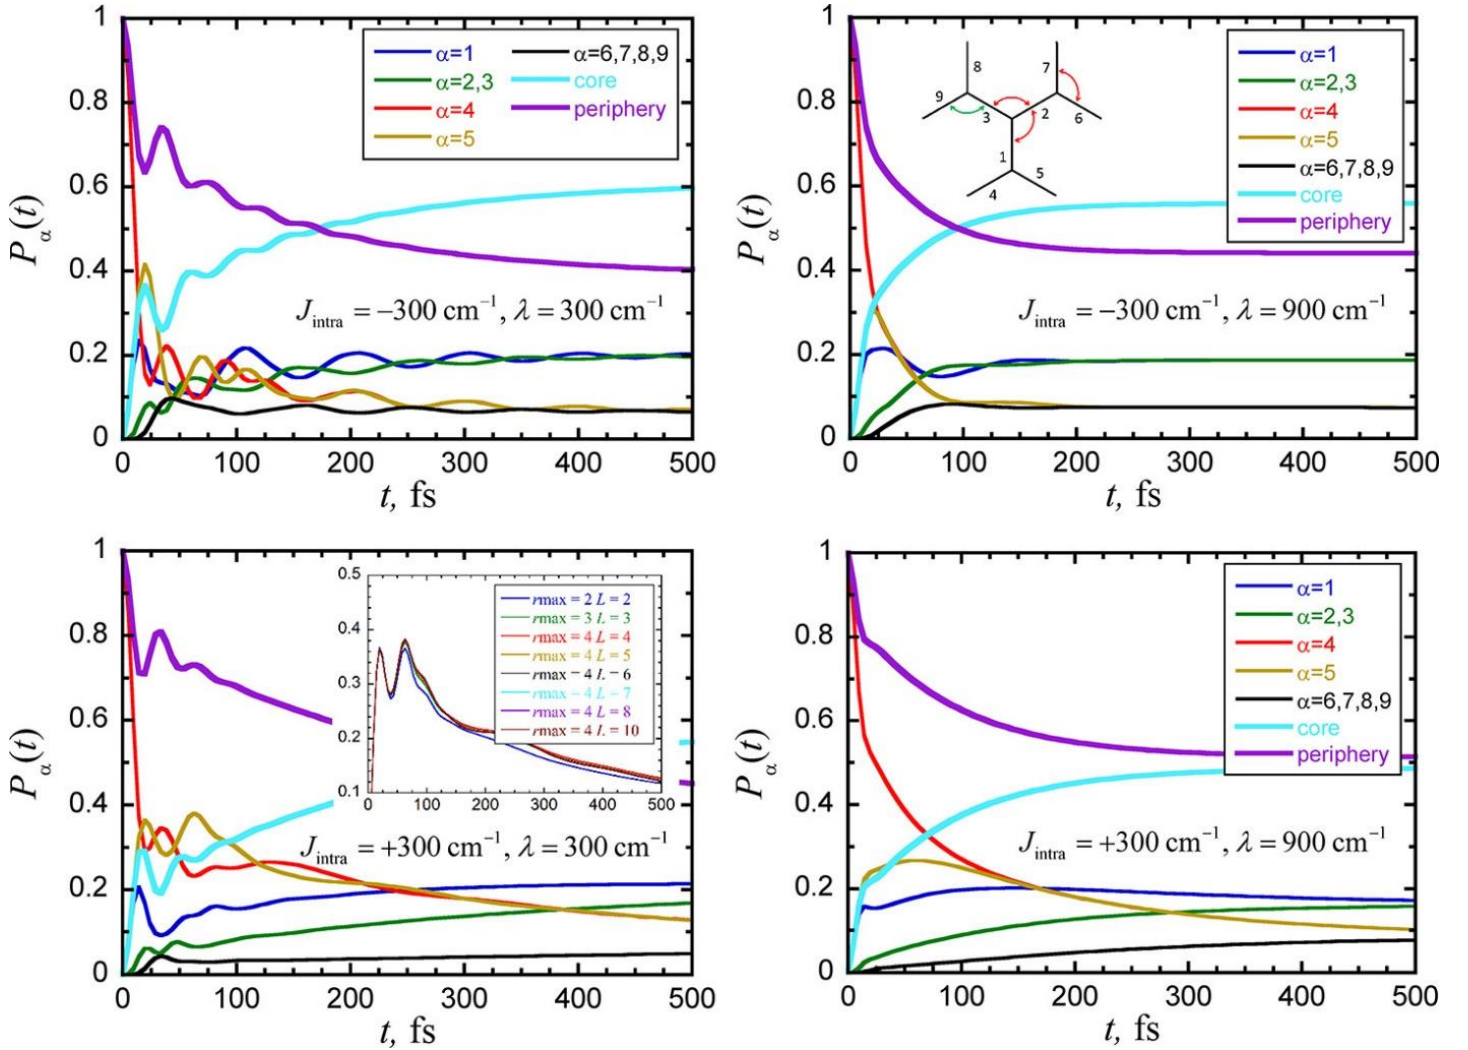 1
0.8
0.6
0.4
0.2
0
P_α(t)
α=1
α=2,3
α=4
α=5
α=6,7,8,9
core
periphery
J_intra = −300 cm⁻¹, λ = 300 cm⁻¹
0 100 200 300 400 500
t, fs
1
0.8
0.6
0.4
0.2
0
P_α(t)
8
7
9
3
2
6
1
5
4
α=1
α=2,3
α=4
α=5
α=6,7,8,9
core
periphery
J_intra = −300 cm⁻¹, λ = 900 cm⁻¹
0 100 200 300 400 500
t, fs
1
0.8
0.6
0.4
0.2
0
P_α(t)
0.5
0.4
0.3
0.2
0.1
rmax = 2 L = 2
rmax = 3 L = 3
rmax = 4 L = 4
rmax = 4 L = 5
rmax = 4 L = 6
rmax = 4 L = 7
rmax = 4 L = 8
rmax = 4 L = 10
0 100 200 300 400 500
J_intra = +300 cm⁻¹, λ = 300 cm⁻¹
0 100 200 300 400 500
t, fs
1
0.8
0.6
0.4
0.2
0
P_α(t)
α=1
α=2,3
α=4
α=5
α=6,7,8,9
core
periphery
J_intra = +300 cm⁻¹, λ = 900 cm⁻¹
0 100 200 300 400 500
t, fs